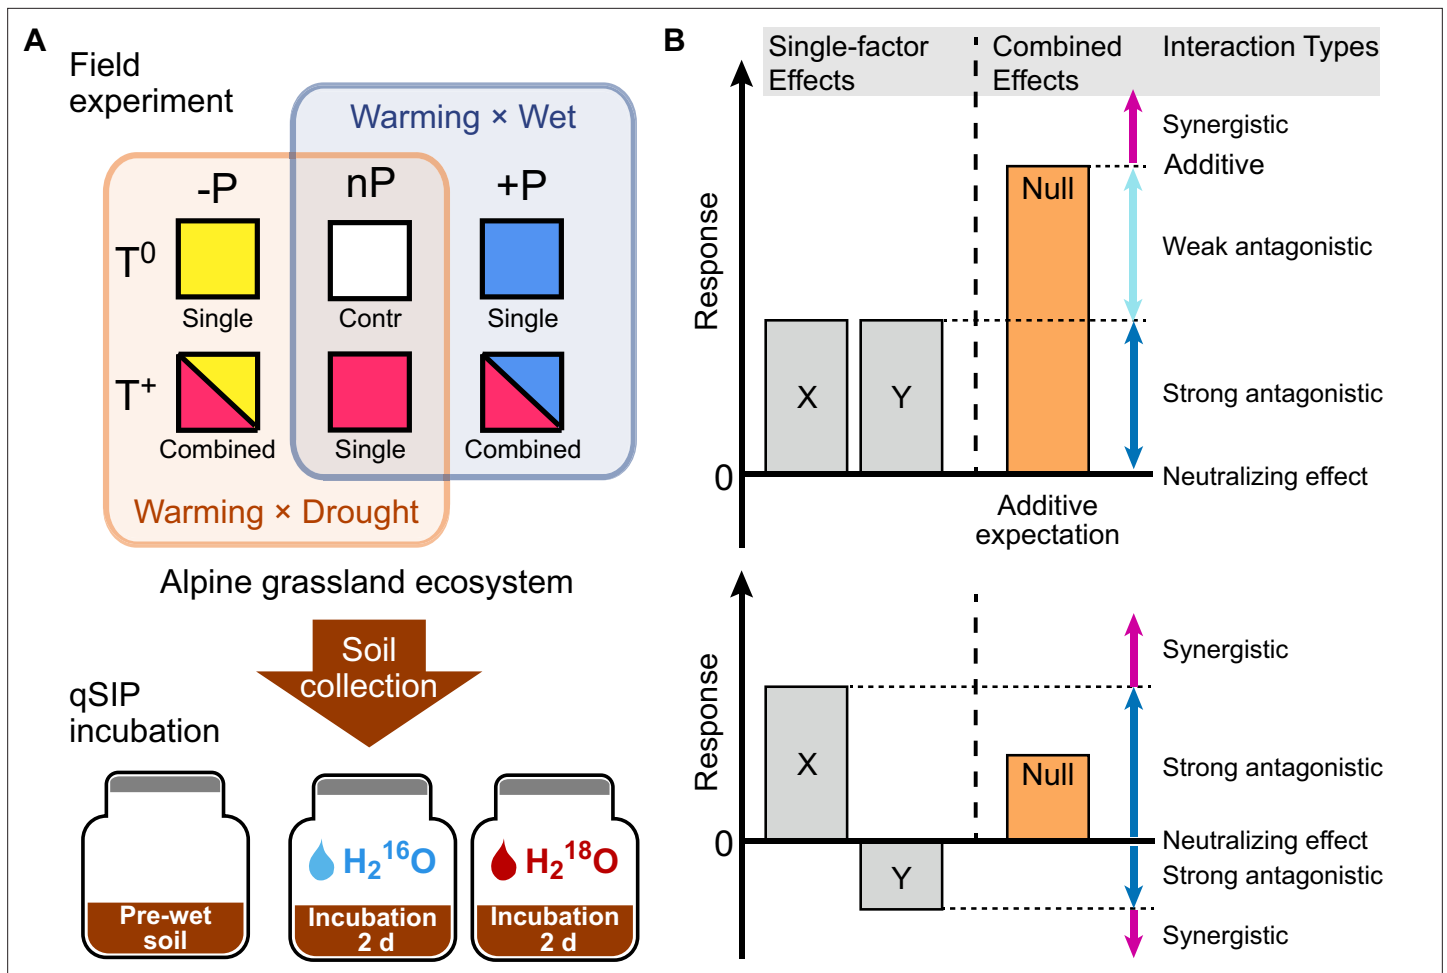 A
Field
experiment
Warming × Wet
-P
nP
+P
T⁰
Single
Contr
Single
T⁺
Combined
Single
Combined
Warming × Drought
Alpine grassland ecosystem
Soil
collection
qSIP
incubation
Pre-wet
soil
H₂¹⁶O
Incubation
2 d
H₂¹⁸O
Incubation
2 d
B
Single-factor
Effects
Combined
Effects
Interaction Types
Response
0
X
Y
Null
Additive
expectation
Synergistic
Additive
Weak antagonistic
Strong antagonistic
Neutralizing effect
Response
0
X
Y
Null
Synergistic
Strong antagonistic
Neutralizing effect
Strong antagonistic
Synergistic